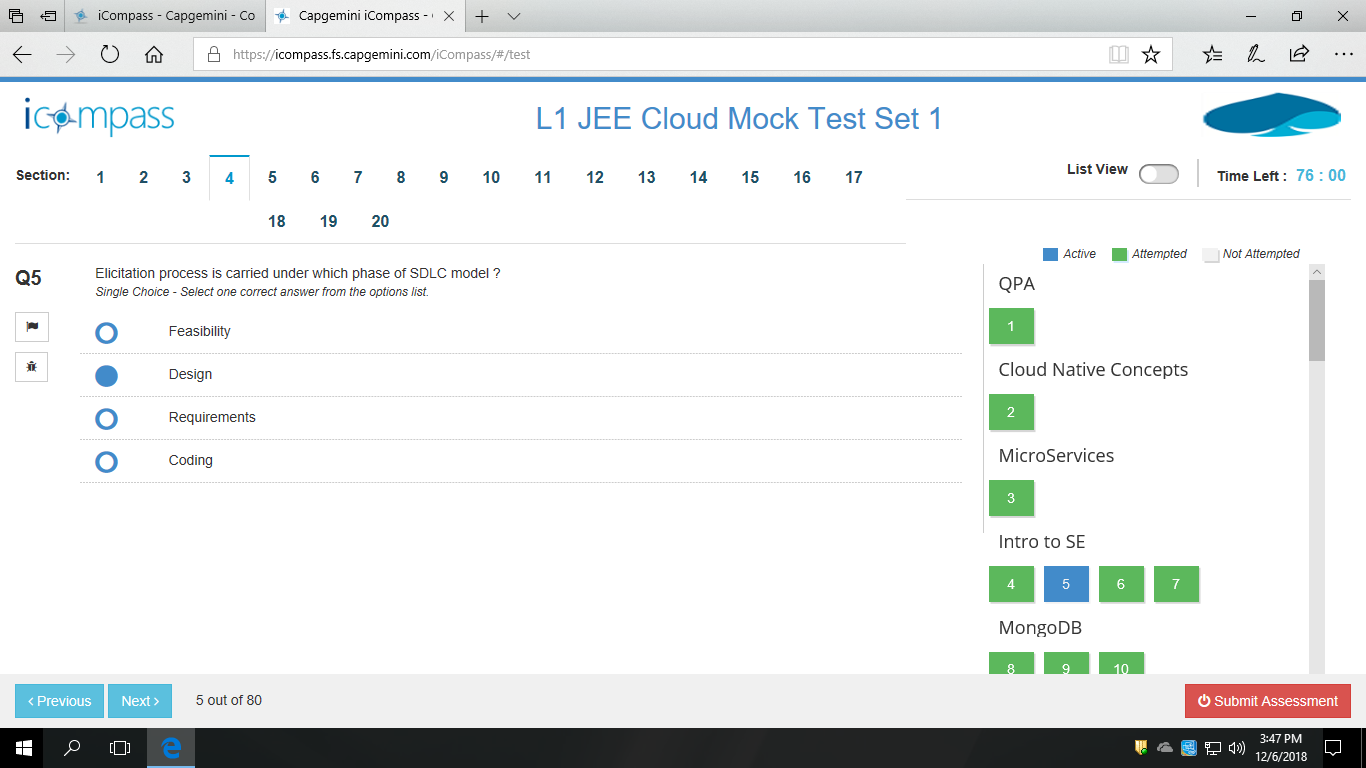 iCompass - Capgemini - Co
Capgemini iCompass -
https://icompass.fs.capgemini.com/iCompass/#/test
icompass
L1 JEE Cloud Mock Test Set 1
Section: 1 2 3 4 5 6 7 8 9 10 11 12 13 14 15 16 17
18 19 20
List View
Time Left : 76 : 00
Active Attempted Not Attempted
Q5
Elicitation process is carried under which phase of SDLC model ?
Single Choice - Select one correct answer from the options list.
Feasibility
Design
Requirements
Coding
QPA
1
Cloud Native Concepts
2
MicroServices
3
Intro to SE
4 5 6 7
MongoDB
8 9 10
< Previous Next > 5 out of 80
Submit Assessment
3:47 PM
12/6/2018